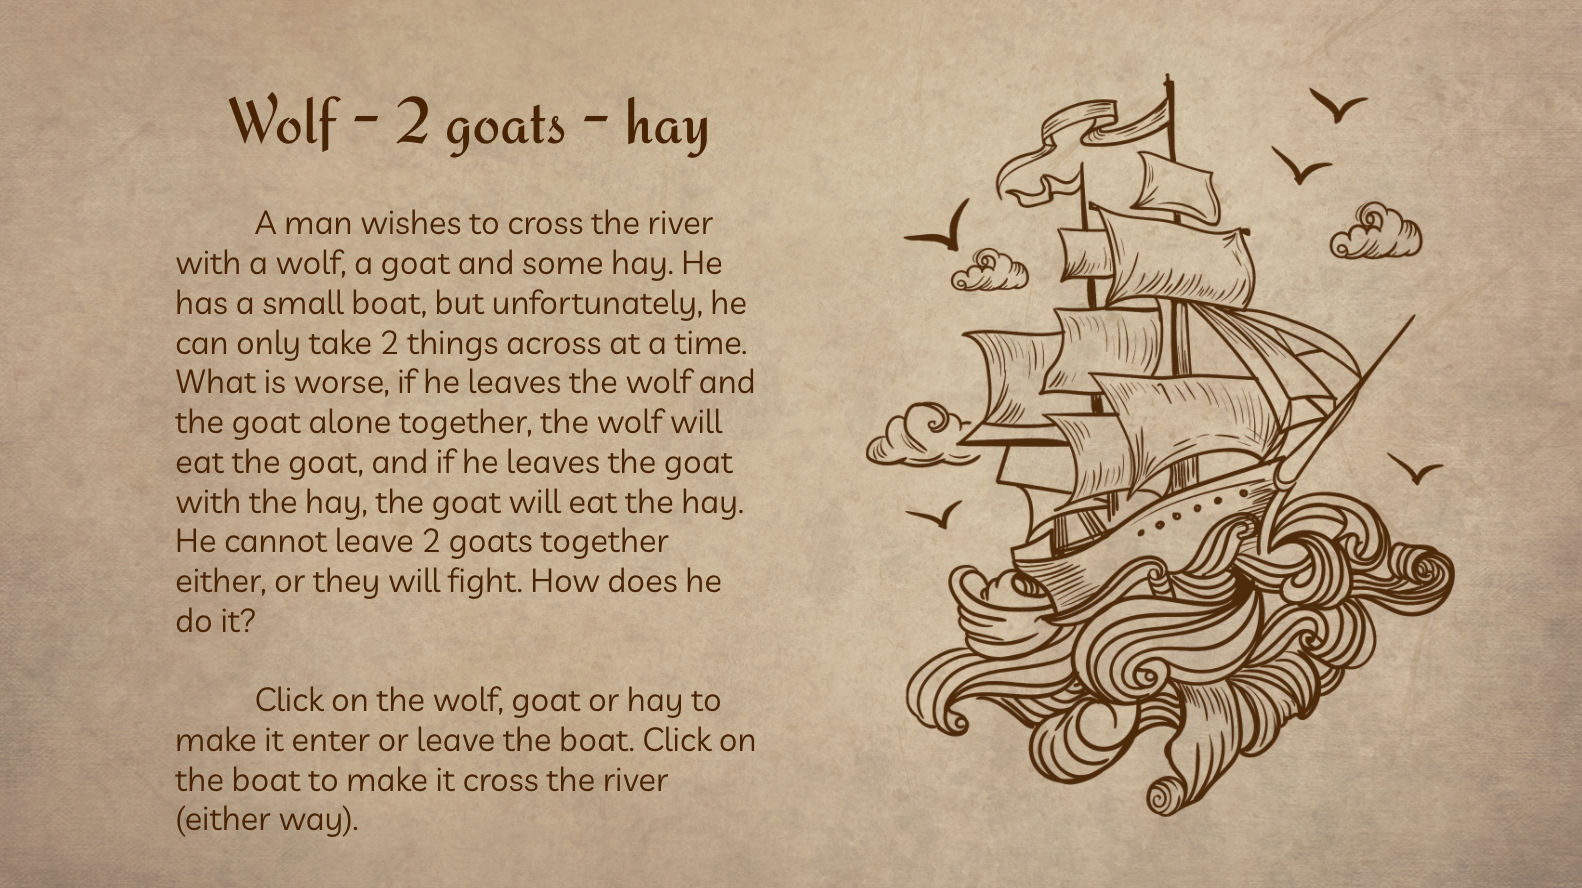 Wolf - 2 goats - hay
A man wishes to cross the river
with a wolf, a goat and some hay. He
has a small boat, but unfortunately, he
can only take 2 things across at a time.
What is worse, if he leaves the wolf and
the goat alone together, the wolf will
eat the goat, and if he leaves the goat
with the hay, the goat will eat the hay.
He cannot leave 2 goats together
either, or they will fight. How does he
do it?
Click on the wolf, goat or hay to
make it enter or leave the boat. Click on
the boat to make it cross the river
(either way).